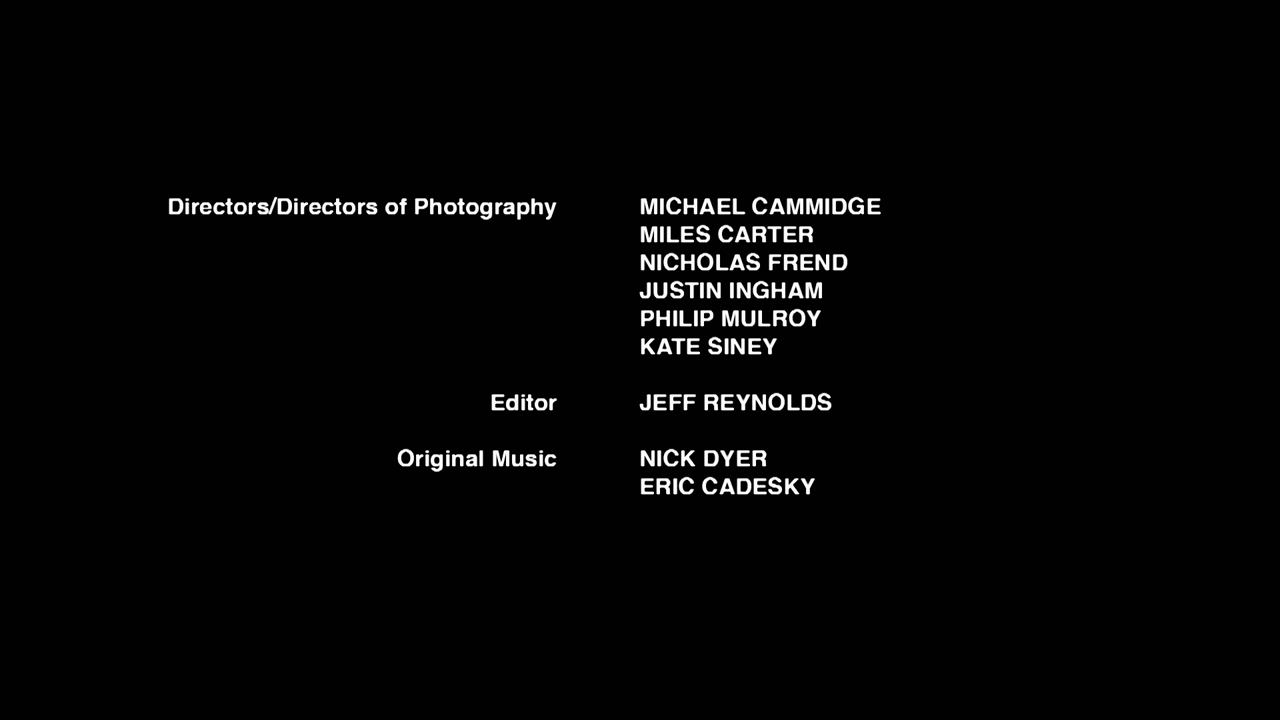 Directors/Directors of Photography MICHAEL CAMMIDGE
MILES CARTER
NICHOLAS FREND
JUSTIN INGHAM
PHILIP MULROY
KATE SINEY
Editor JEFF REYNOLDS
Original Music NICK DYER
ERIC CADESKY